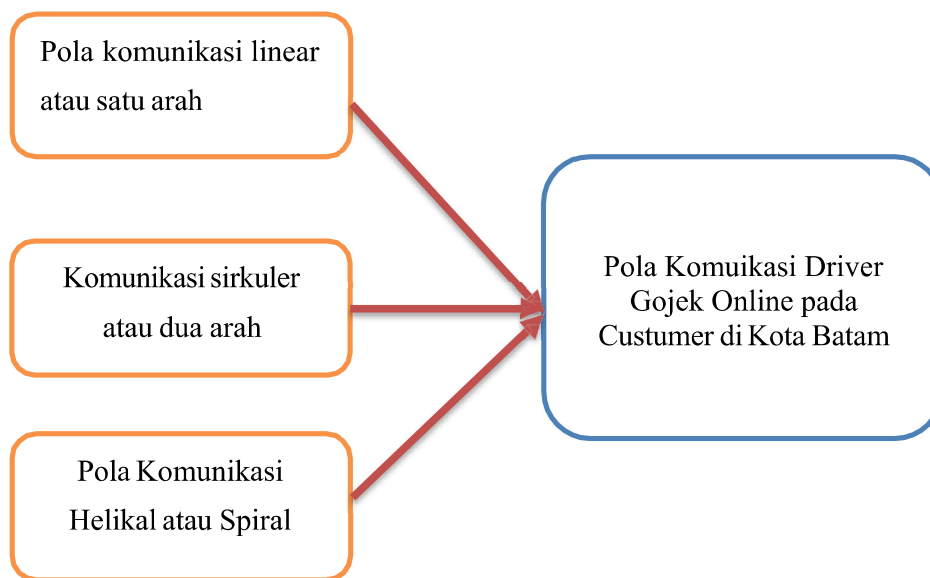 Pola komunikasi linear
atau satu arah
Komunikasi sirkuler
atau dua arah
Pola Komunikasi
Helikal atau Spiral
Pola Komuikasi Driver
Gojek Online pada
Custumer di Kota Batam